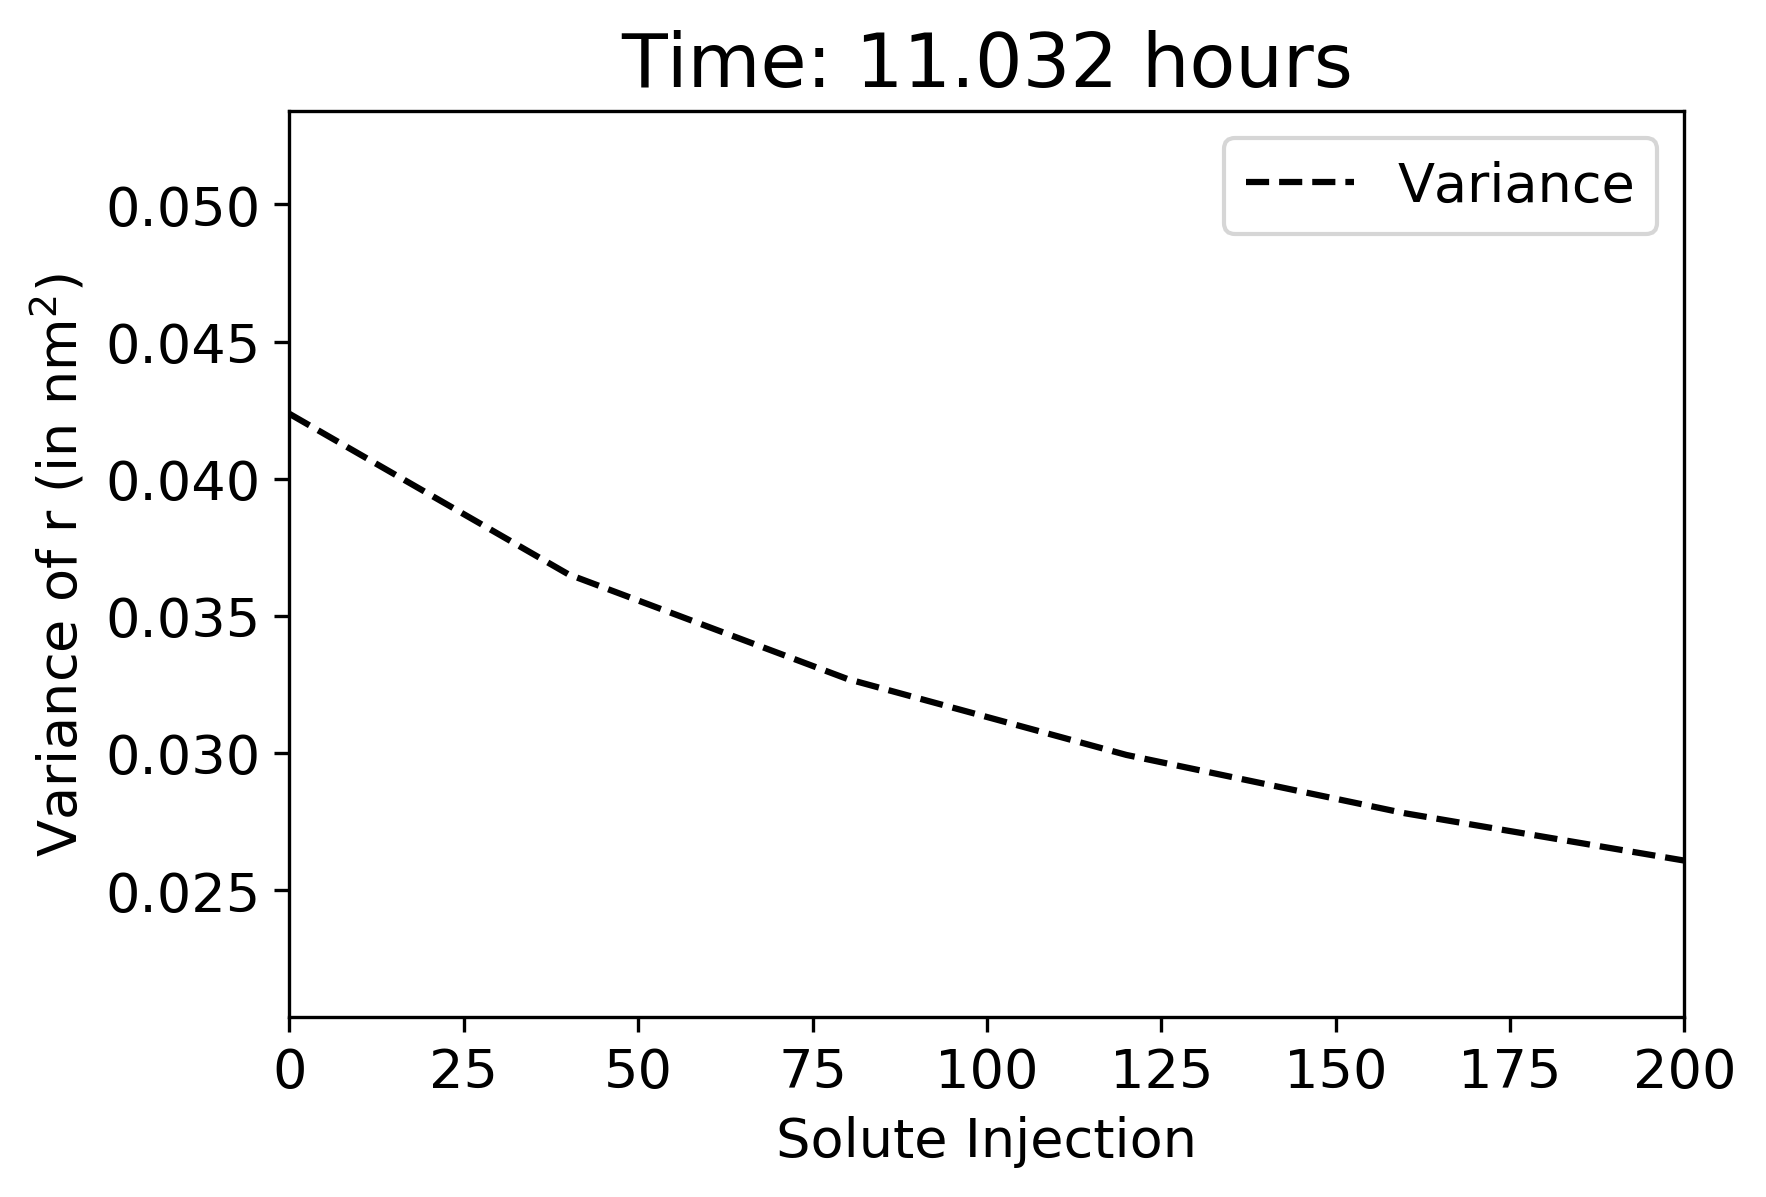 Time: 11.032 hours
Variance
Variance of r (in nm²)
0.050
0.045
0.040
0.035
0.030
0.025
0 25 50 75 100 125 150 175 200
Solute Injection